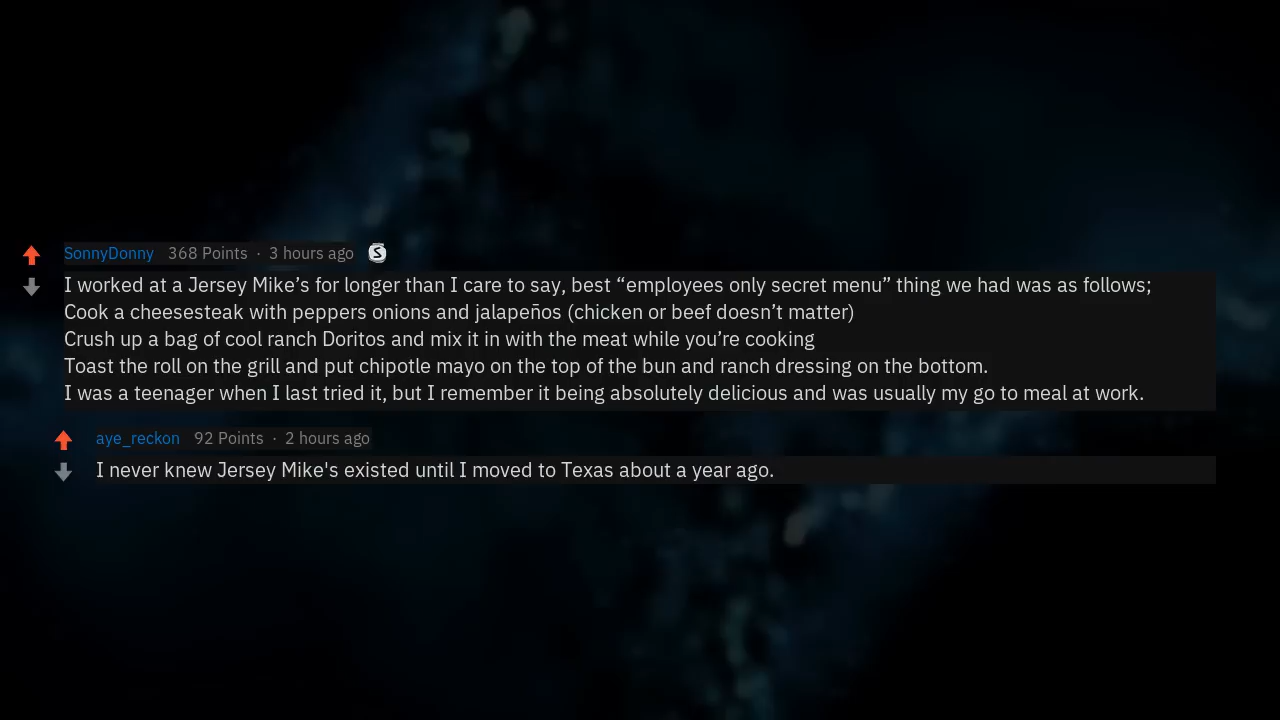 SonnyDonny 368 Points · 3 hours ago S
I worked at a Jersey Mike’s for longer than I care to say, best “employees only secret menu” thing we had was as follows;
Cook a cheesesteak with peppers onions and jalapeños (chicken or beef doesn’t matter)
Crush up a bag of cool ranch Doritos and mix it in with the meat while you’re cooking
Toast the roll on the grill and put chipotle mayo on the top of the bun and ranch dressing on the bottom.
I was a teenager when I last tried it, but I remember it being absolutely delicious and was usually my go to meal at work.
aye_reckon 92 Points · 2 hours ago
I never knew Jersey Mike's existed until I moved to Texas about a year ago.